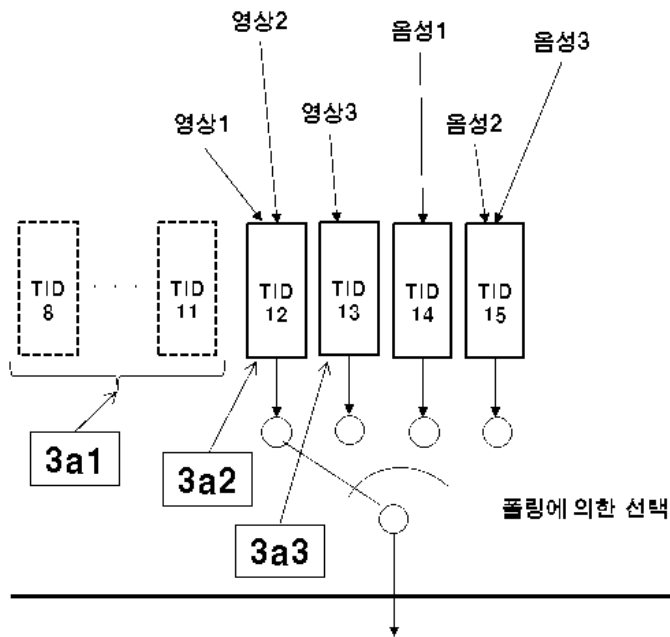 영상2
음성1
음성3
영상1
영상3
음성2
TID 8
· · · ·
TID 11
TID 12
TID 13
TID 14
TID 15
3a1
3a2
3a3
폴링에 의한 선택